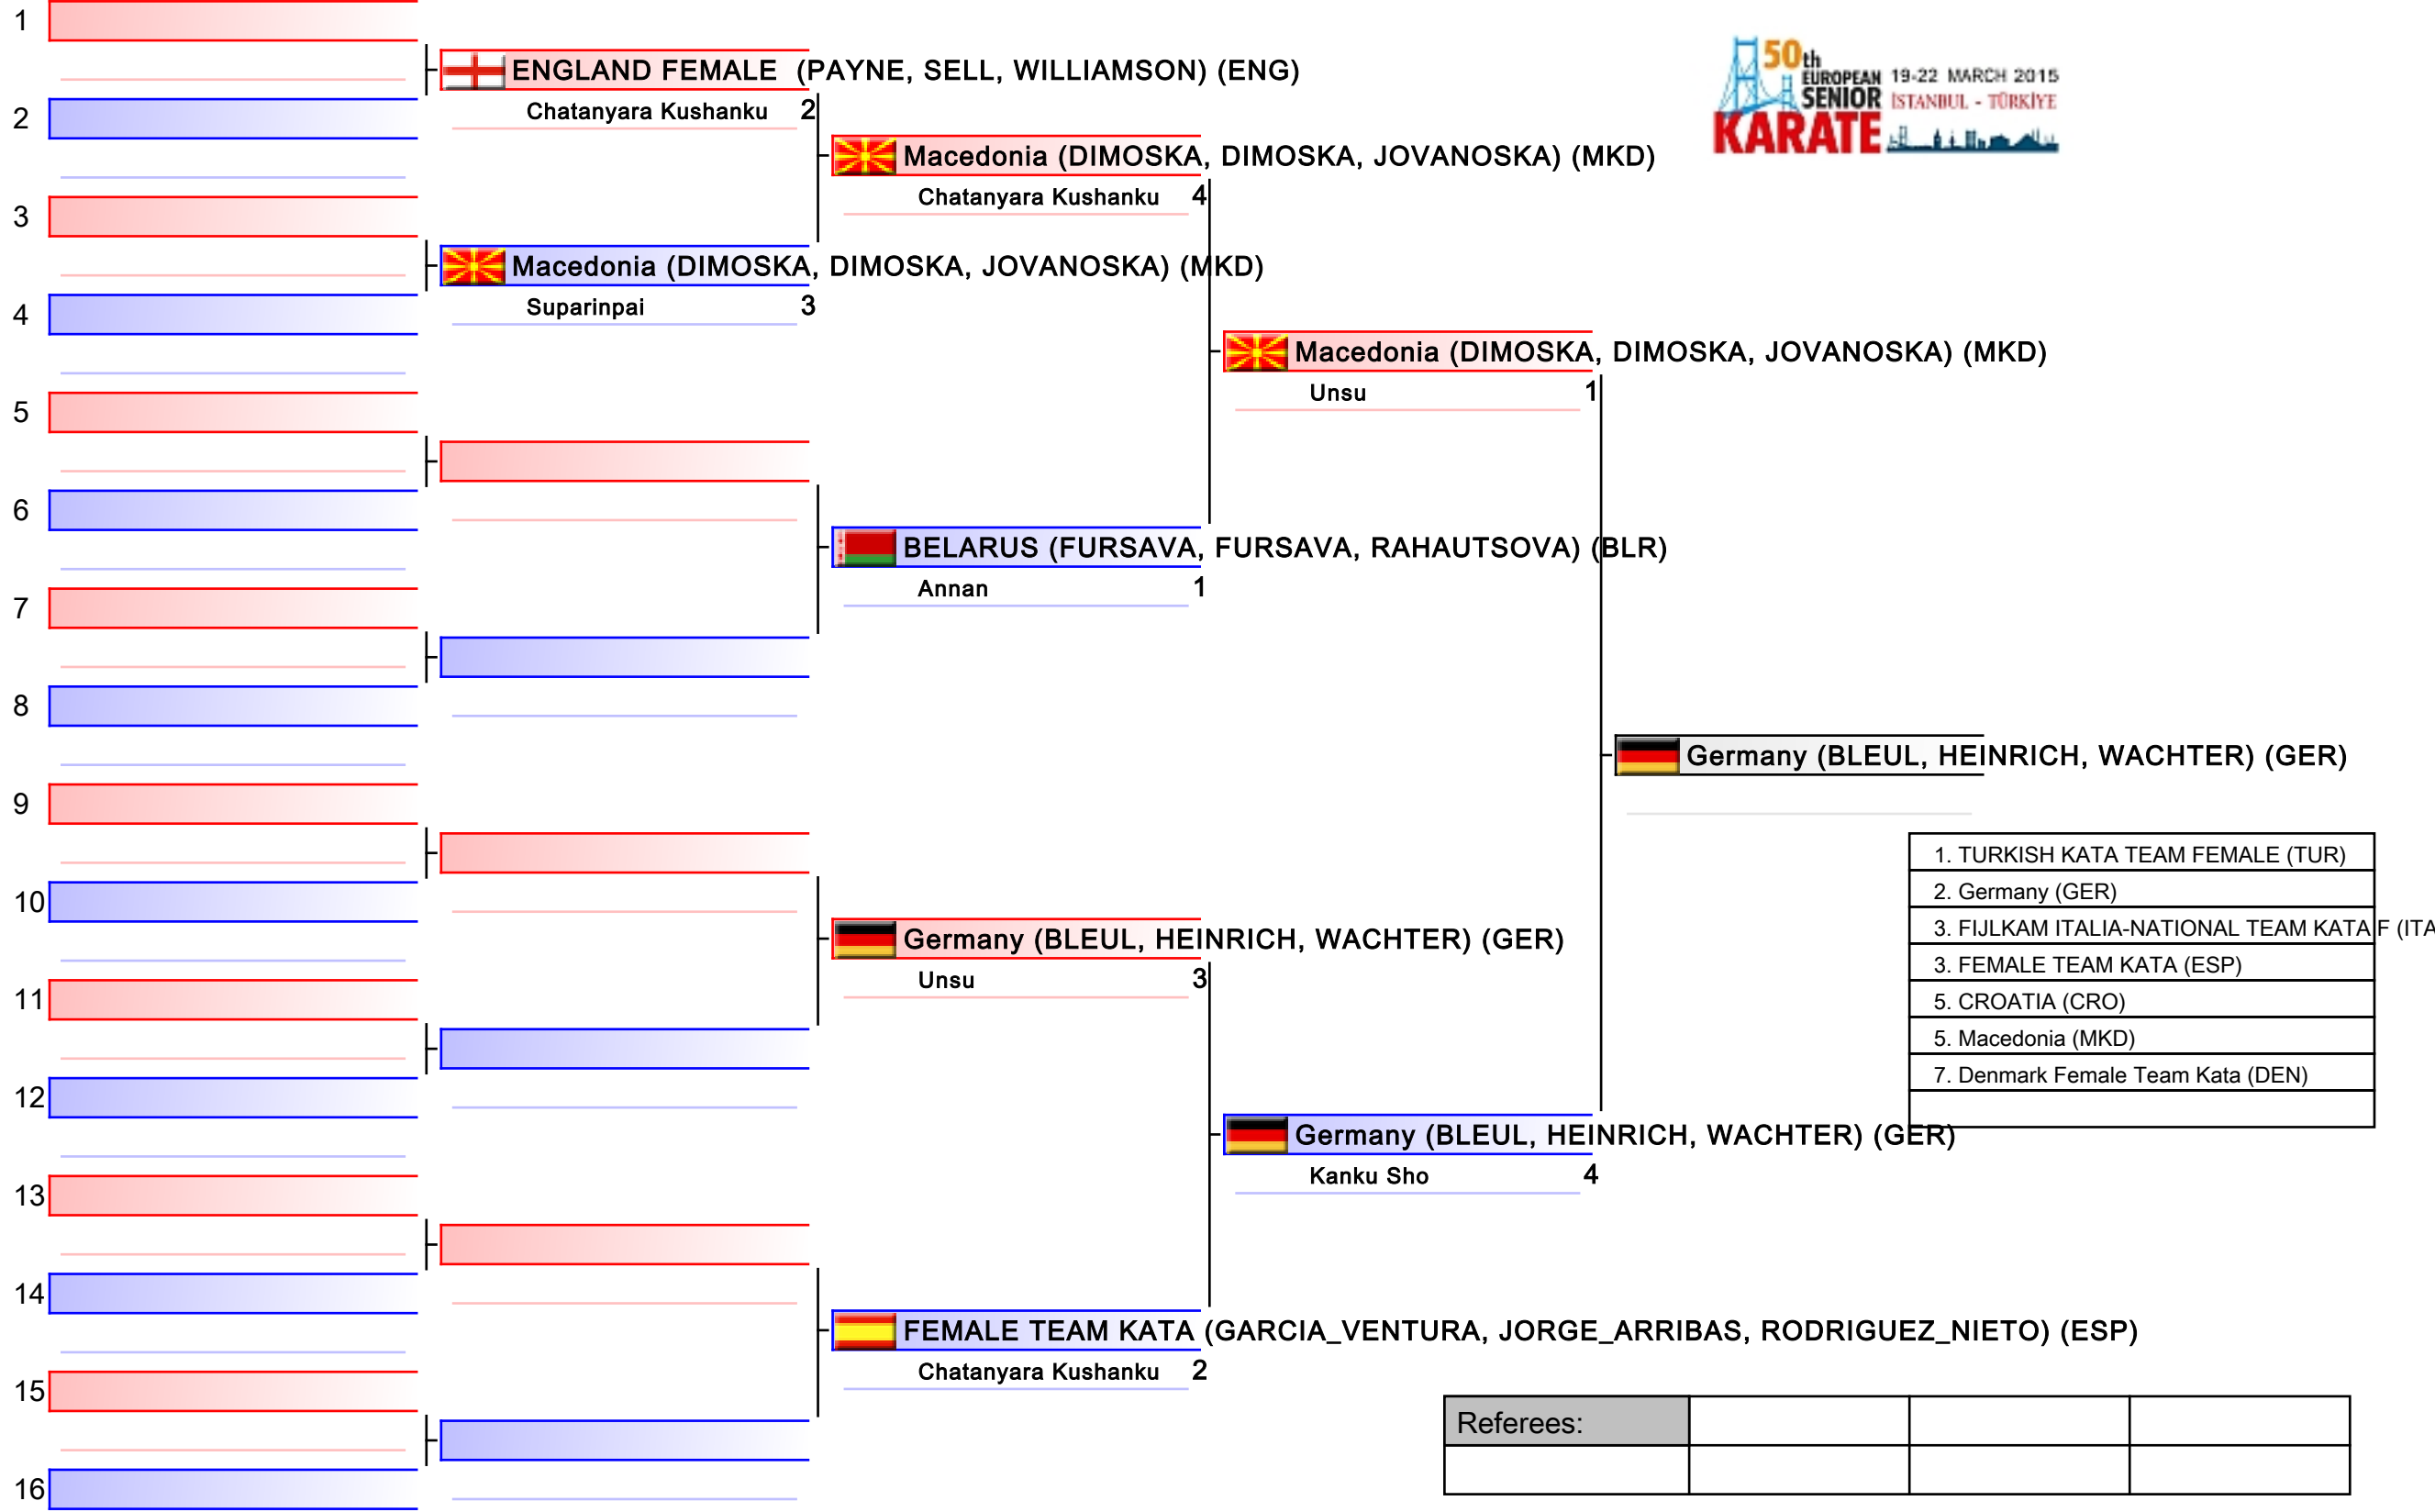 1
ENGLAND FEMALE  (PAYNE, SELL, WILLIAMSON) (ENG)
Chatanyara Kushanku 2
2
Macedonia (DIMOSKA, DIMOSKA, JOVANOSKA) (MKD)
Chatanyara Kushanku 4
3
Macedonia (DIMOSKA, DIMOSKA, JOVANOSKA) (MKD)
Suparinpai 3
4
Macedonia (DIMOSKA, DIMOSKA, JOVANOSKA) (MKD)
Unsu 1
5
6
BELARUS (FURSAVA, FURSAVA, RAHAUTSOVA) (BLR)
Annan 1
7
8
Germany (BLEUL, HEINRICH, WACHTER) (GER)
9
10
Germany (BLEUL, HEINRICH, WACHTER) (GER)
Unsu 3
11
12
Germany (BLEUL, HEINRICH, WACHTER) (GER)
Kanku Sho 4
13
14
FEMALE TEAM KATA (GARCIA_VENTURA, JORGE_ARRIBAS, RODRIGUEZ_NIETO) (ESP)
Chatanyara Kushanku 2
15
16
50th
EUROPEAN
SENIOR
KARATE
19-22 MARCH 2015
İSTANBUL - TÜRKİYE
1. TURKISH KATA TEAM FEMALE (TUR)
2. Germany (GER)
3. FIJLKAM ITALIA-NATIONAL TEAM KATA F (ITA
3. FEMALE TEAM KATA (ESP)
5. CROATIA (CRO)
5. Macedonia (MKD)
7. Denmark Female Team Kata (DEN)
Referees: